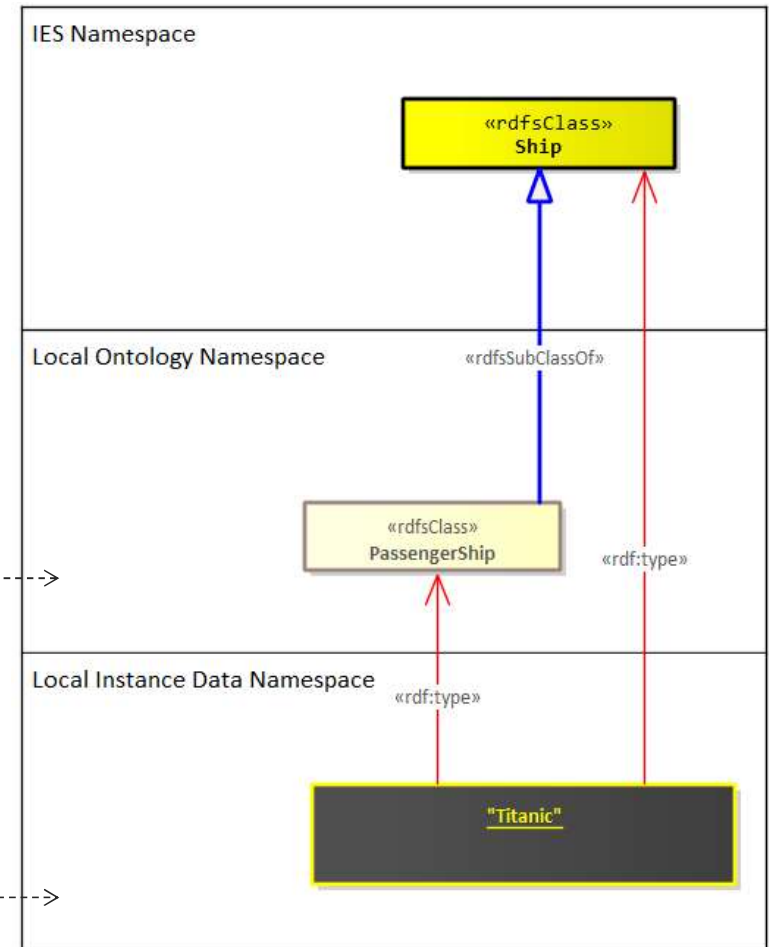 IES Namespace
«rdfsClass»
Ship
Local Ontology Namespace
«rdfsSubClassOf»
«rdfsClass»
PassengerShip
«rdf:type»
Local Instance Data Namespace
«rdf:type»
"Titanic"